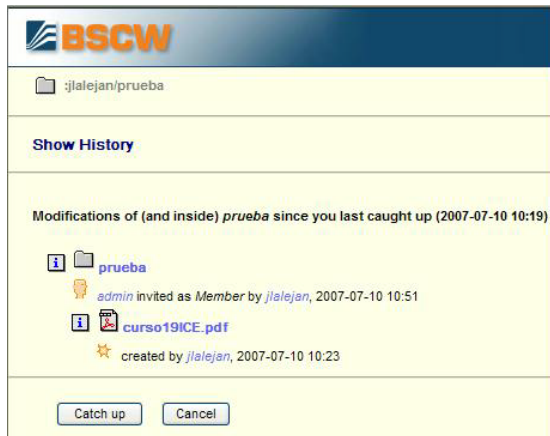 BSCW
:jlalejan/prueba
Show History
Modifications of (and inside) prueba since you last caught up (2007-07-10 10:19)
i prueba
admin invited as Member by jlalejan, 2007-07-10 10:51
i curso19ICE.pdf
created by jlalejan, 2007-07-10 10:23
Catch up Cancel